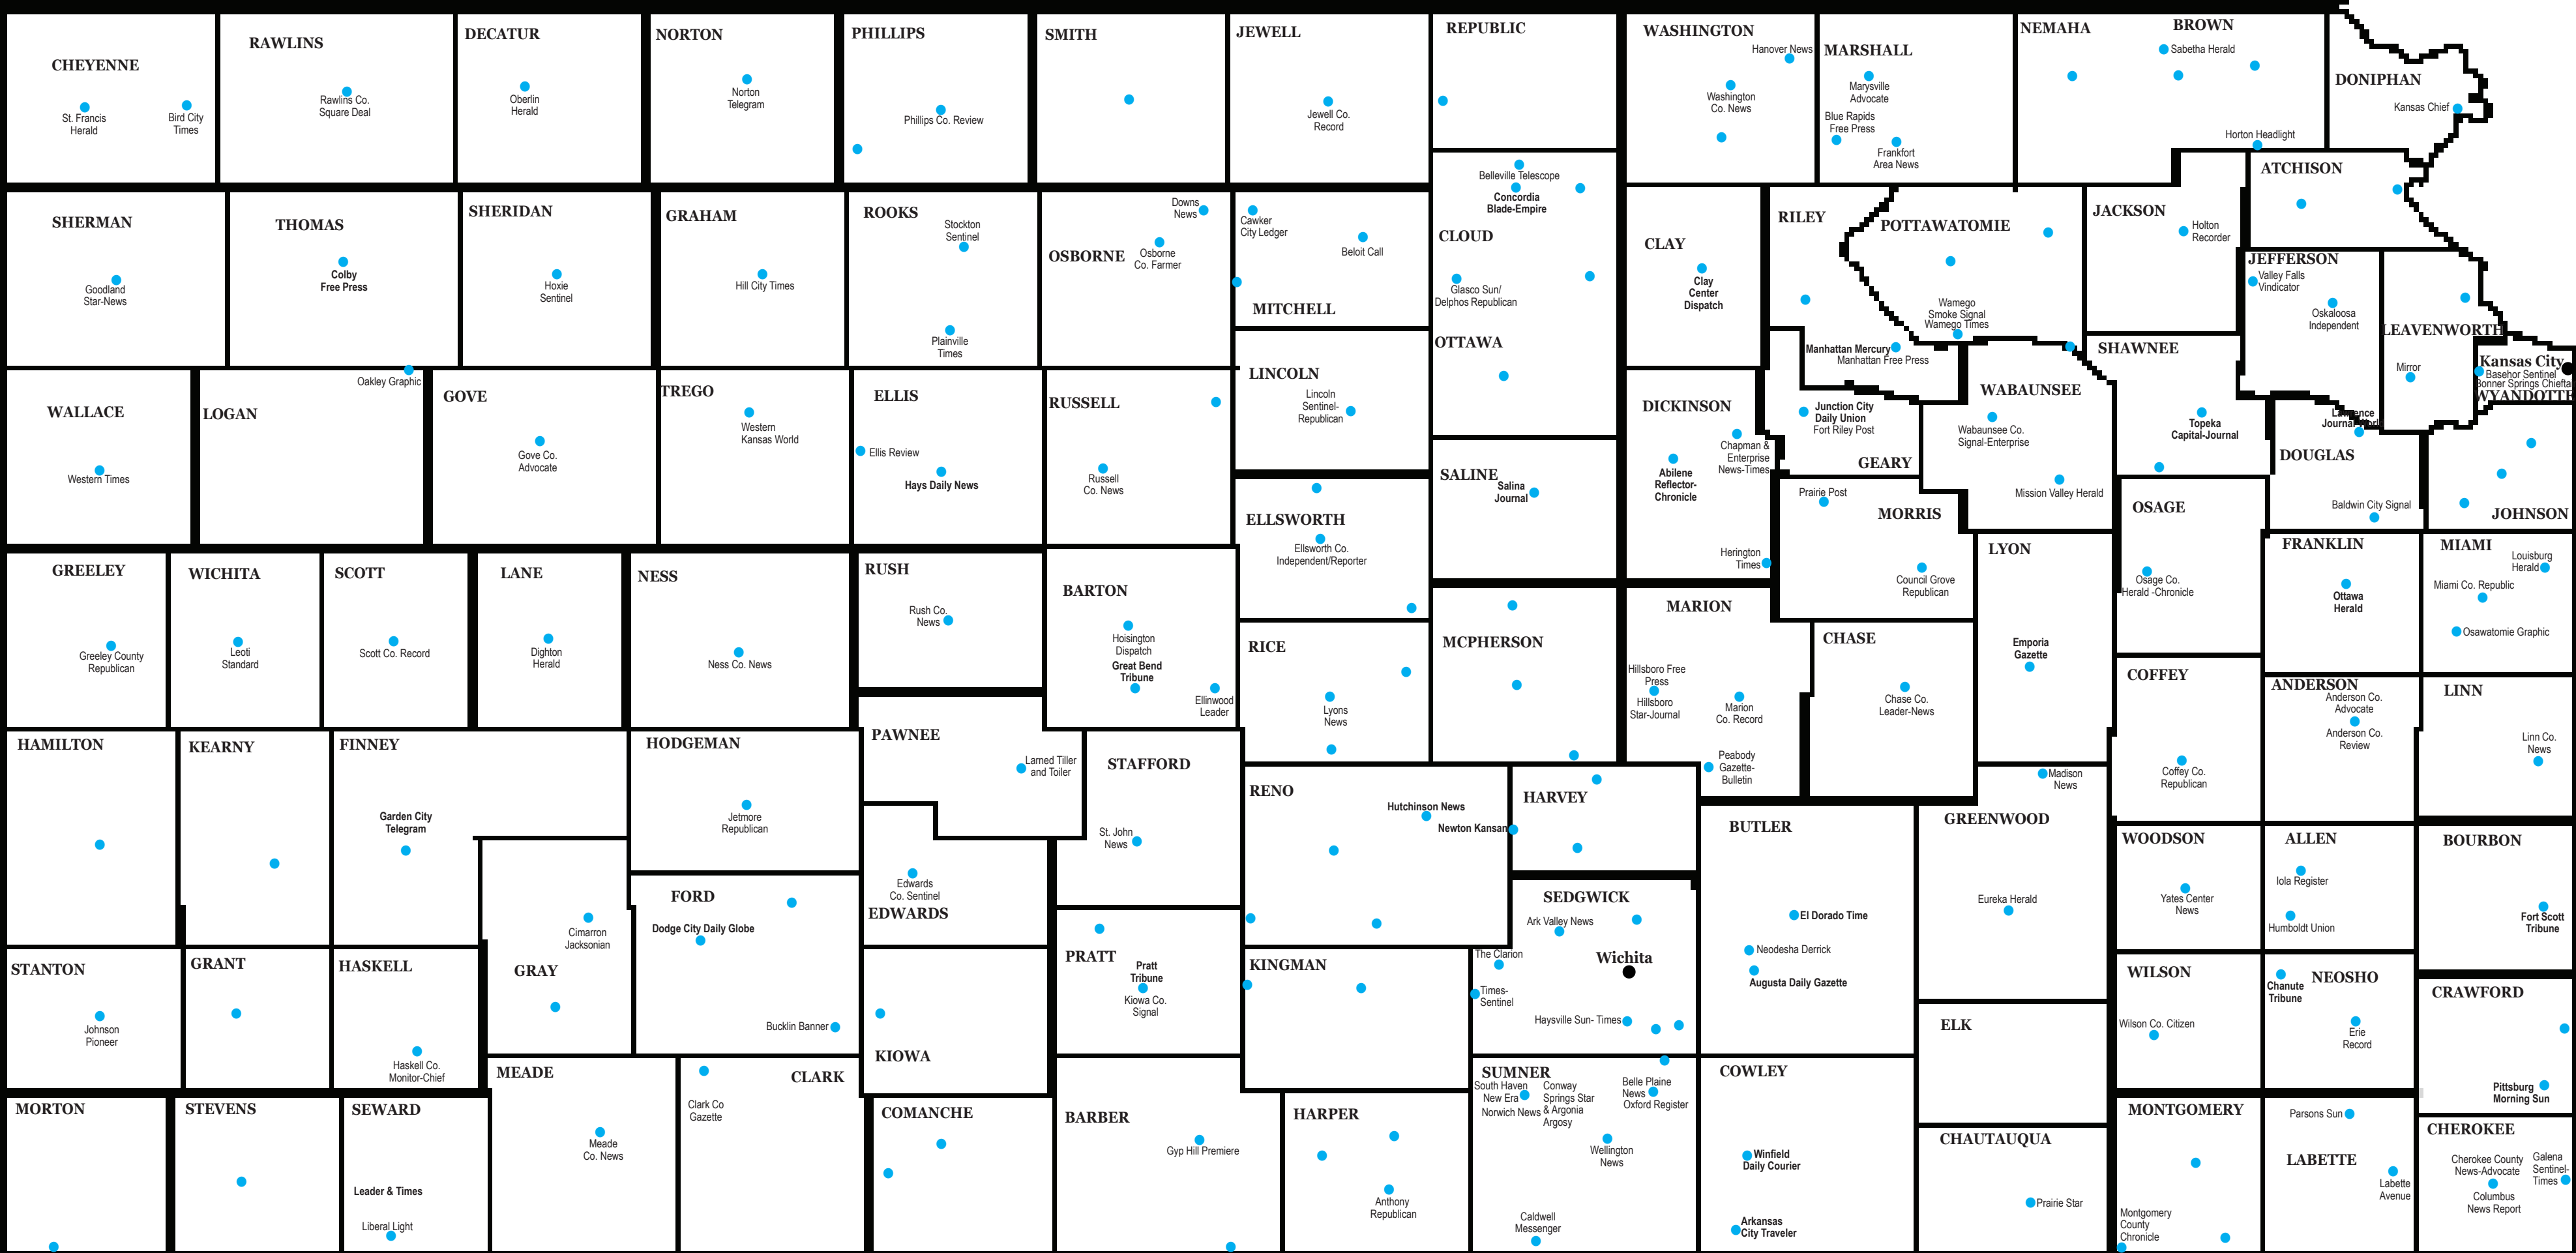 CHEYENNE
St. Francis
Herald
Bird City
Times
RAWLINS
Rawlins Co.
Square Deal
DECATUR
Oberlin
Herald
NORTON
Norton
Telegram
PHILLIPS
Phillips Co. Review
SMITH
JEWELL
Jewell Co.
Record
REPUBLIC
Belleville Telescope
Concordia
Blade-Empire
CLOUD
Glasco Sun/
Delphos Republican
WASHINGTON
Hanover News
Washington
Co. News
MARSHALL
Marysville
Advocate
Blue Rapids
Free Press
Frankfort
Area News
NEMAHA
BROWN
Sabetha Herald
Horton Headlight
DONIPHAN
Kansas Chief
ATCHISON
SHERMAN
Goodland
Star-News
THOMAS
Colby
Free Press
SHERIDAN
Hoxie
Sentinel
GRAHAM
Hill City Times
ROOKS
Stockton
Sentinel
Plainville
Times
OSBORNE
Downs
News
Osborne
Co. Farmer
Cawker
City Ledger
Beloit Call
MITCHELL
CLAY
Clay
Center
Dispatch
RILEY
POTTAWATOMIE
Wamego
Smoke Signal
Wamego Times
Manhattan Mercury
Manhattan Free Press
JACKSON
Holton
Recorder
JEFFERSON
Valley Falls
Vindicator
Oskaloosa
Independent
LEAVENWORTH
Mirror
Kansas City
Basehor Sentinel
Bonner Springs Chiefta
WYANDOTTE
WALLACE
Western Times
LOGAN
Oakley Graphic
GOVE
Gove Co.
Advocate
TREGO
Western
Kansas World
ELLIS
Ellis Review
Hays Daily News
RUSSELL
Russell
Co. News
LINCOLN
Lincoln
Sentinel-
Republican
OTTAWA
SALINE
Salina
Journal
DICKINSON
Chapman &
Enterprise
News-Times
Abilene
Reflector-
Chronicle
Herington
Times
Junction City
Daily Union
Fort Riley Post
GEARY
WABAUNSEE
Wabaunsee Co.
Signal-Enterprise
Mission Valley Herald
SHAWNEE
Topeka
Capital-Journal
Lawrence
Journal-World
DOUGLAS
Baldwin City Signal
JOHNSON
ELLSWORTH
Ellsworth Co.
Independent/Reporter
Prairie Post
MORRIS
Council Grove
Republican
OSAGE
Osage Co.
Herald -Chronicle
FRANKLIN
Ottawa
Herald
MIAMI
Louisburg
Herald
Miami Co. Republic
Osawatomie Graphic
GREELEY
Greeley County
Republican
WICHITA
Leoti
Standard
SCOTT
Scott Co. Record
LANE
Dighton
Herald
NESS
Ness Co. News
RUSH
Rush Co.
News
BARTON
Hoisington
Dispatch
Great Bend
Tribune
Ellinwood
Leader
RICE
Lyons
News
MCPHERSON
MARION
Hillsboro Free
Press
Hillsboro
Star-Journal
Marion
Co. Record
Peabody
Gazette-
Bulletin
CHASE
Chase Co.
Leader-News
LYON
Emporia
Gazette
COFFEY
Coffey Co.
Republican
ANDERSON
Anderson Co.
Advocate
Anderson Co.
Review
LINN
Linn Co.
News
HAMILTON
KEARNY
FINNEY
Garden City
Telegram
HODGEMAN
Jetmore
Republican
PAWNEE
Larned Tiller
and Toiler
STAFFORD
St. John
News
RENO
Hutchinson News
Newton Kansan
HARVEY
Madison
News
GREENWOOD
Eureka Herald
BUTLER
El Dorado Time
Neodesha Derrick
Augusta Daily Gazette
WOODSON
Yates Center
News
ALLEN
Iola Register
Humboldt Union
BOURBON
Fort Scott
Tribune
GRAY
Cimarron
Jacksonian
FORD
Dodge City Daily Globe
Bucklin Banner
EDWARDS
Edwards
Co. Sentinel
SEDGWICK
Ark Valley News
The Clarion
Wichita
Times-
Sentinel
Haysville Sun- Times
STANTON
Johnson
Pioneer
GRANT
HASKELL
Haskell Co.
Monitor-Chief
KIOWA
PRATT
Pratt
Tribune
Kiowa Co.
Signal
KINGMAN
ELK
WILSON
Wilson Co. Citizen
NEOSHO
Chanute
Tribune
Erie
Record
CRAWFORD
Pittsburg
Morning Sun
MORTON
STEVENS
SEWARD
Leader & Times
Liberal Light
MEADE
Meade
Co. News
CLARK
Clark Co
Gazette
COMANCHE
BARBER
Gyp Hill Premiere
HARPER
Anthony
Republican
SUMNER
South Haven
New Era
Norwich News
Conway
Springs Star
& Argonia
Argosy
Belle Plaine
News
Oxford Register
Wellington
News
Caldwell
Messenger
COWLEY
Winfield
Daily Courier
Arkansas
City Traveler
CHAUTAUQUA
Prairie Star
MONTGOMERY
Montgomery
County
Chronicle
LABETTE
Parsons Sun
Labette
Avenue
CHEROKEE
Cherokee County
News-Advocate
Columbus
News Report
Galena
Sentinel-
Times